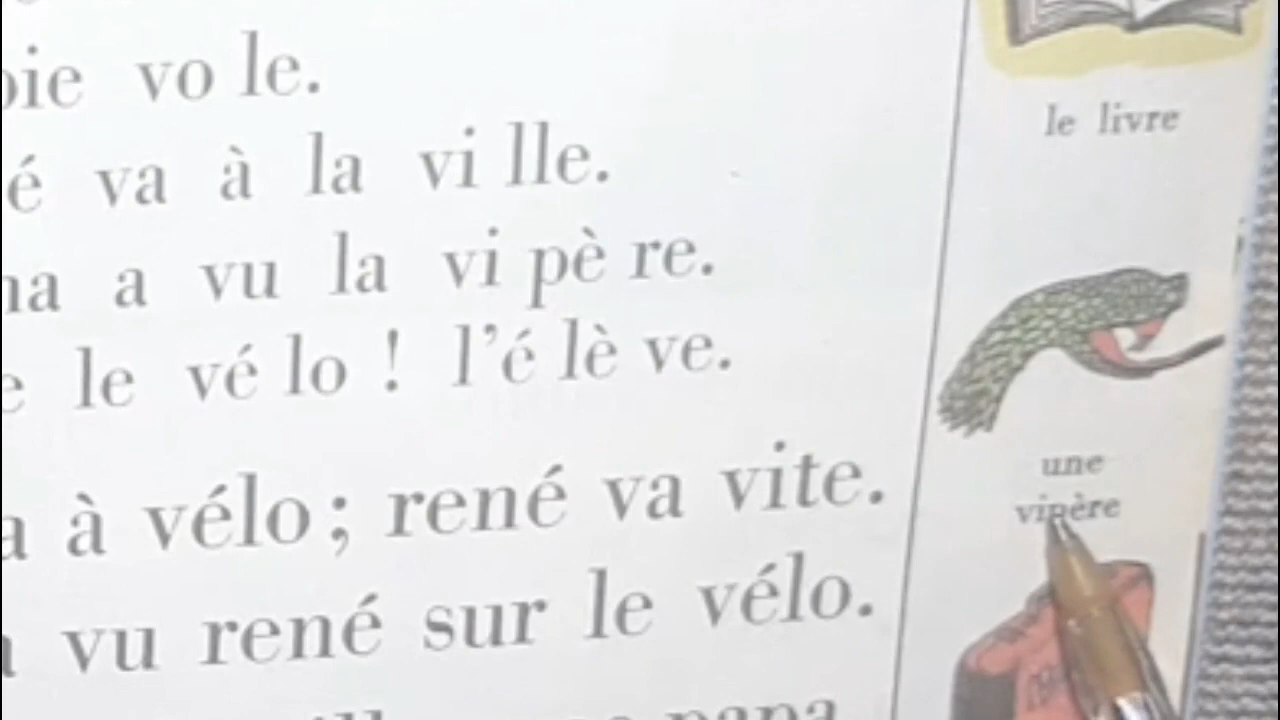 vo le.
é va à la vi lle.
a vu la vi pè re.
le vé lo ! l'é lè ve.
à vélo ; rené va vite.
vu rené sur le vélo.
papa
le livre
une
vipère